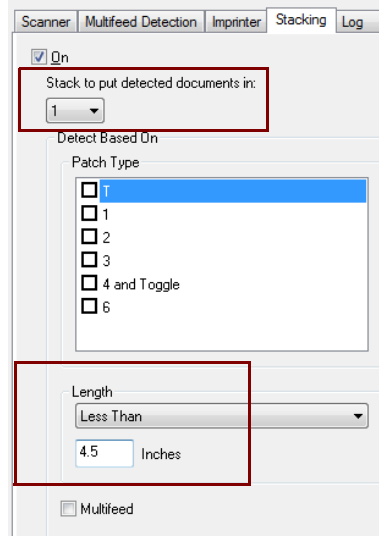 Scanner Multifeed Detection Imprinter Stacking Log
On
Stack to put detected documents in:
1
Detect Based On
Patch Type
T
1
2
3
4 and Toggle
6
Length
Less Than
4.5 Inches
Multifeed